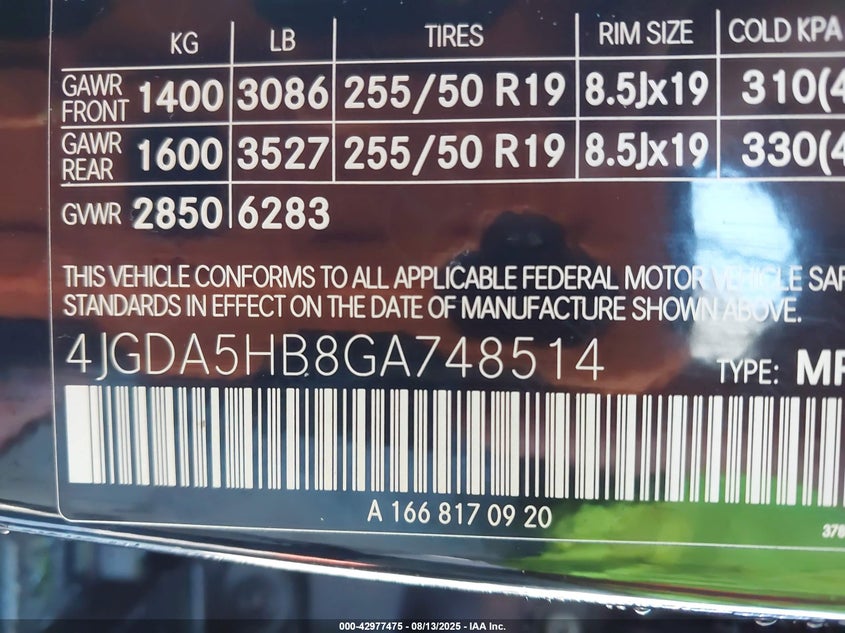 KG LB TIRES RIM SIZE COLD KPA
GAWR FRONT 1400 3086 255/50 R19 8.5Jx19 310(4
GAWR REAR 1600 3527 255/50 R19 8.5Jx19 330(4
GVWR 2850 6283
THIS VEHICLE CONFORMS TO ALL APPLICABLE FEDERAL MOTOR VEHICLE SAF
STANDARDS IN EFFECT ON THE DATE OF MANUFACTURE SHOWN ABOVE.
4JGDA5HB8GA748514 TYPE: MP
A 166 817 09 20
000-42977475 - 08/13/2025 - IAA Inc.